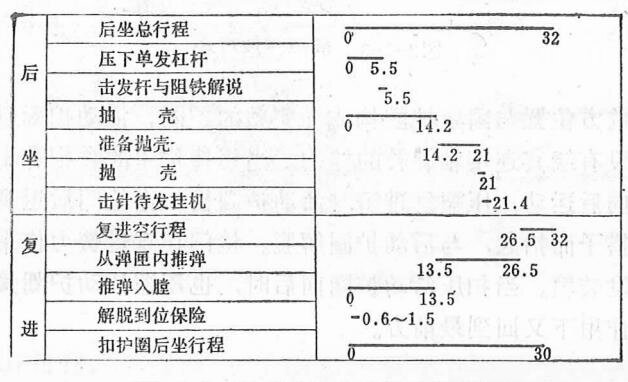 后坐
后坐总行程 0 32
压下单发杠杆 0 5.5
击发杆与阻铁解说 5.5
抽 壳 0 14.2
准备抛壳 14.2 21
抛 壳 21
击针待发挂机 21.4
复进
复进空行程 26.5 32
从弹匣内推弹 13.5 26.5
推弹入膛 0 13.5
解脱到位保险 0.6～1.5
扣护圈后坐行程 0 30